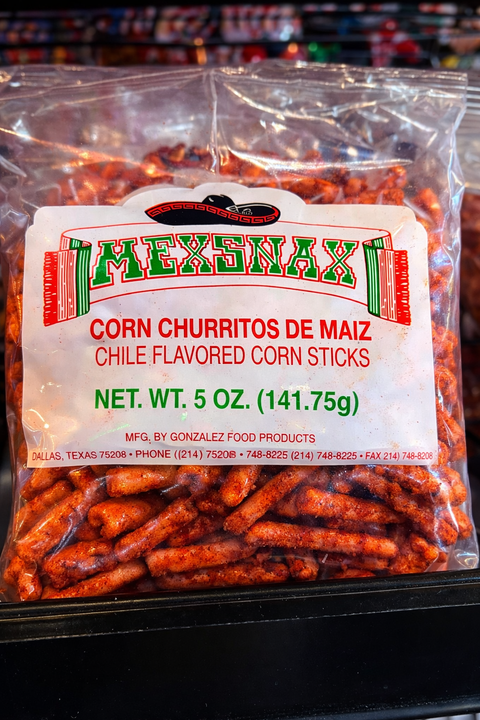 MEXSNAX
CORN CHURRITOS DE MAIZ
CHILE FLAVORED CORN STICKS
NET. WT. 5 OZ. (141.75g)
MFG, BY GONZALEZ FOOD PRODUCTS
DALLAS, TEXAS 75208 • PHONE ((214) 7520B • 748-8225 (214) 748-8225 • FAX 214) 748-8208